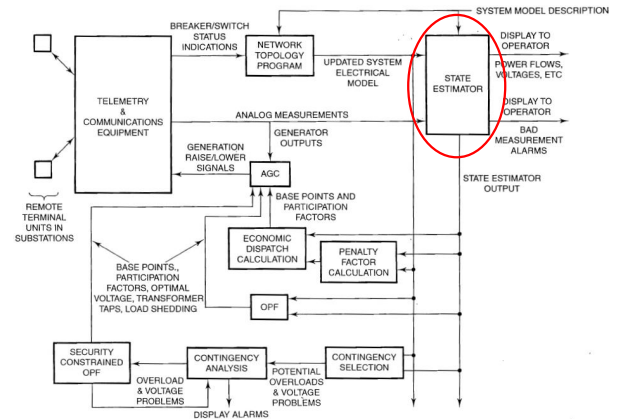 SYSTEM MODEL DESCRIPTION
BREAKER/SWITCH
STATUS
INDICATIONS
NETWORK
TOPOLOGY
PROGRAM
UPDATED SYSTEM
ELECTRICAL
MODEL
STATE
ESTIMATOR
DISPLAY TO
OPERATOR
POWER FLOWS,
VOLTAGES, ETC
TELEMETRY
&
COMMUNICATIONS
EQUIPMENT
ANALOG MEASUREMENTS
GENERATOR
OUTPUTS
DISPLAY TO
OPERATOR
BAD
MEASUREMENT
ALARMS
GENERATION
RAISE/LOWER
SIGNALS
AGC
STATE ESTIMATOR
OUTPUT
REMOTE
TERMINAL
UNITS IN
SUBSTATIONS
BASE POINTS AND
PARTICIPATION
FACTORS
ECONOMIC
DISPATCH
CALCULATION
PENALTY
FACTOR
CALCULATION
BASE POINTS.,
PARTICIPATION
FACTORS, OPTIMAL
VOLTAGE, TRANSFORMER
TAPS, LOAD SHEDDING
OPF
SECURITY
CONSTRAINED
OPF
CONTINGENCY
ANALYSIS
CONTINGENCY
SELECTION
OVERLOAD
& VOLTAGE
PROBLEMS
POTENTIAL
OVERLOADS
& VOLTAGE
PROBLEMS
DISPLAY ALARMS